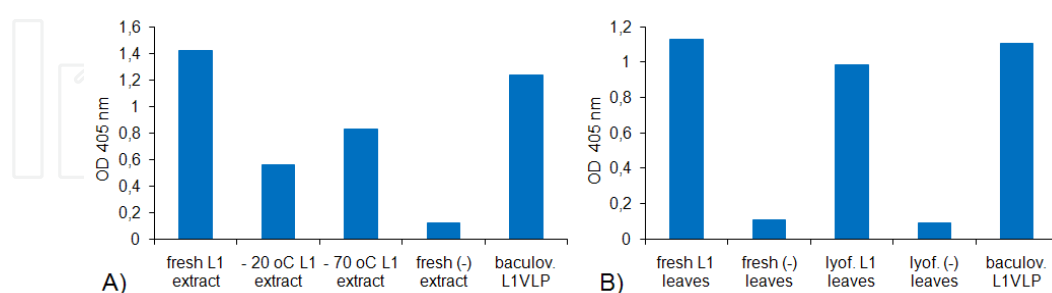 1,6
1,4
1,2
1
0,8
0,6
0,4
0,2
0
OD 405 nm
fresh L1 extract
- 20 oC L1 extract
- 70 oC L1 extract
fresh (-) extract
baculov. L1VLP
A)
1,2
1
0,8
0,6
0,4
0,2
0
OD 405 nm
fresh L1 leaves
fresh (-) leaves
lyof. L1 leaves
lyof. (-) leaves
baculov. L1VLP
B)